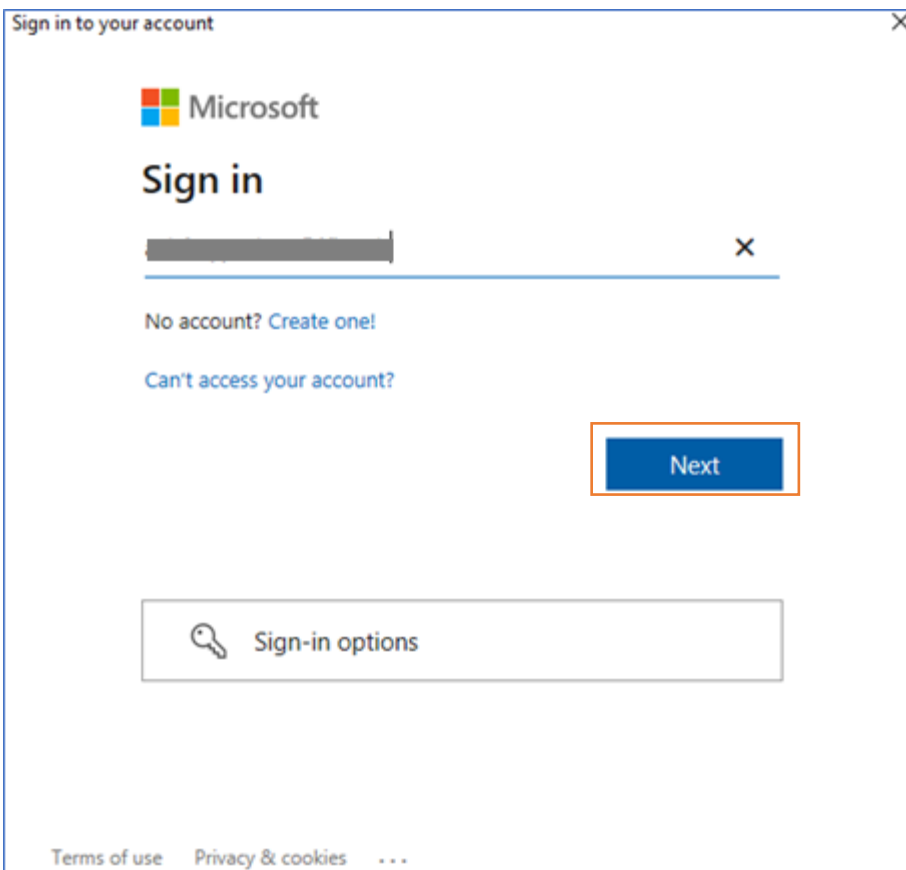 Sign in to your account
Microsoft
Sign in
No account? Create one!
Can't access your account?
Next
Sign-in options
Terms of use Privacy & cookies ...